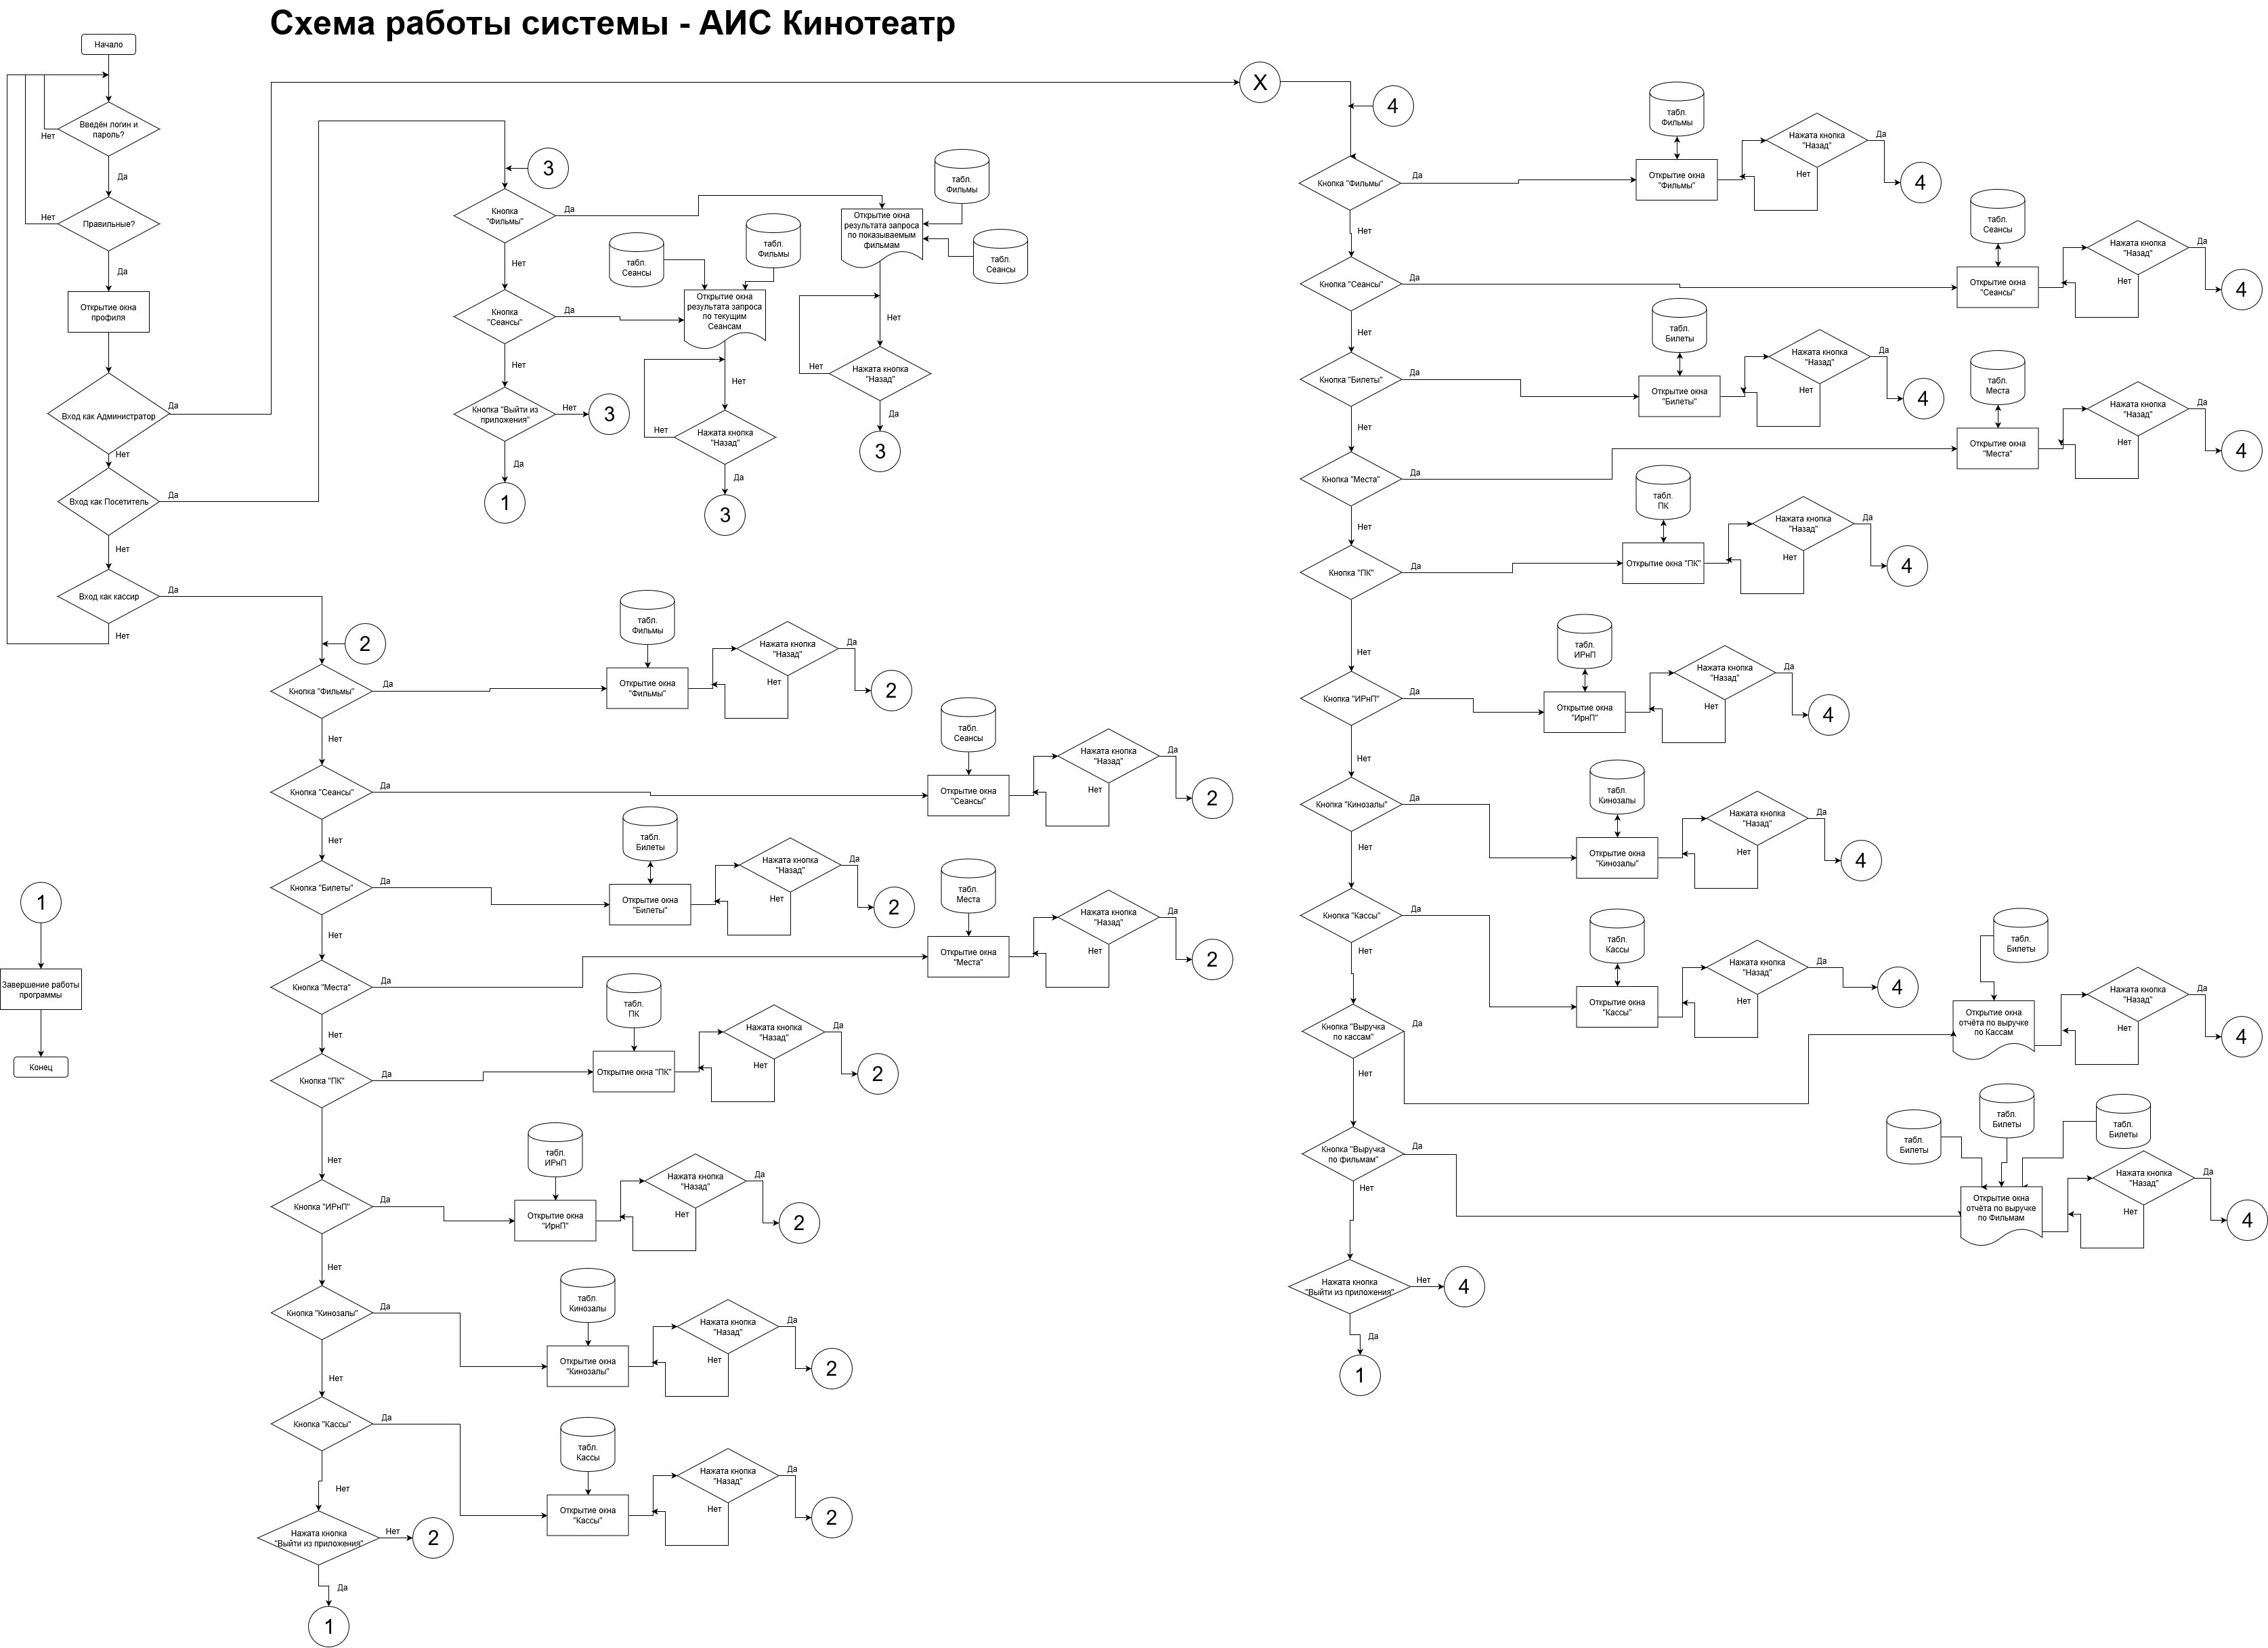 Схема работы системы - АИС Кинотеатр
Начало
Введён логин и
пароль?
Нет
Да
Правильные?
Нет
Да
Открытие окна
профиля
Вход как Администратор
Да
Нет
Вход как Посетитель
Да
Нет
Вход как кассир
Да
Нет
1
Завершение работы
программы
Конец
3
Кнопка
"Фильмы"
Да
Нет
Кнопка
"Сеансы"
Да
Нет
Кнопка "Выйти из
приложения"
Нет
3
Да
1
табл.
Сеансы
табл.
Фильмы
Открытие окна
результата запроса
по текущим
Сеансам
Нет
Нажата кнопка
"Назад"
Нет
Да
3
табл.
Фильмы
табл.
Сеансы
Открытие окна
результата запроса
по показываемым
фильмам
Нет
Нажата кнопка
"Назад"
Нет
Да
3
2
Кнопка "Фильмы"
Да
Нет
табл.
Фильмы
Открытие окна
"Фильмы"
Нажата кнопка
"Назад"
Да
Нет
2
Кнопка "Сеансы"
Да
Нет
табл.
Сеансы
Открытие окна
"Сеансы"
Нажата кнопка
"Назад"
Да
Нет
2
Кнопка "Билеты"
Да
Нет
табл.
Билеты
Открытие окна
"Билеты"
Нажата кнопка
"Назад"
Да
Нет
2
Кнопка "Места"
Да
Нет
табл.
Места
Открытие окна
"Места"
Нажата кнопка
"Назад"
Да
Нет
2
Кнопка "ПК"
Да
Нет
табл.
ПК
Открытие окна "ПК"
Нажата кнопка
"Назад"
Да
Нет
2
Кнопка "ИРнП"
Да
Нет
табл.
ИРнП
Открытие окна
"ИрнП"
Нажата кнопка
"Назад"
Да
Нет
2
Кнопка "Кинозалы"
Да
Нет
табл.
Кинозалы
Открытие окна
"Кинозалы"
Нажата кнопка
"Назад"
Да
Нет
2
Кнопка "Кассы"
Да
Нет
табл.
Кассы
Открытие окна
"Кассы"
Нажата кнопка
"Назад"
Да
Нет
2
Нажата кнопка
"Выйти из приложения"
Нет
2
Да
1
X
4
Кнопка "Фильмы"
Да
Нет
табл.
Фильмы
Открытие окна
"Фильмы"
Нажата кнопка
"Назад"
Да
Нет
4
Кнопка "Сеансы"
Да
Нет
табл.
Сеансы
Открытие окна
"Сеансы"
Нажата кнопка
"Назад"
Да
Нет
4
Кнопка "Билеты"
Да
Нет
табл.
Билеты
Открытие окна
"Билеты"
Нажата кнопка
"Назад"
Да
Нет
4
Кнопка "Места"
Да
Нет
табл.
Места
Открытие окна
"Места"
Нажата кнопка
"Назад"
Да
Нет
4
Кнопка "ПК"
Да
Нет
табл.
ПК
Открытие окна "ПК"
Нажата кнопка
"Назад"
Да
Нет
4
Кнопка "ИРнП"
Да
Нет
табл.
ИРнП
Открытие окна
"ИрнП"
Нажата кнопка
"Назад"
Да
Нет
4
Кнопка "Кинозалы"
Да
Нет
табл.
Кинозалы
Открытие окна
"Кинозалы"
Нажата кнопка
"Назад"
Да
Нет
4
Кнопка "Кассы"
Да
Нет
табл.
Кассы
Открытие окна
"Кассы"
Нажата кнопка
"Назад"
Да
Нет
4
Кнопка "Выручка
по кассам"
Да
Нет
табл.
Билеты
Открытие окна
отчёта по выручке
по Кассам
Нажата кнопка
"Назад"
Да
Нет
4
Кнопка "Выручка
по фильмам"
Да
Нет
табл.
Билеты
табл.
Билеты
табл.
Билеты
Открытие окна
отчёта по выручке
по Фильмам
Нажата кнопка
"Назад"
Да
Нет
4
Нажата кнопка
"Выйти из приложения"
Нет
4
Да
1